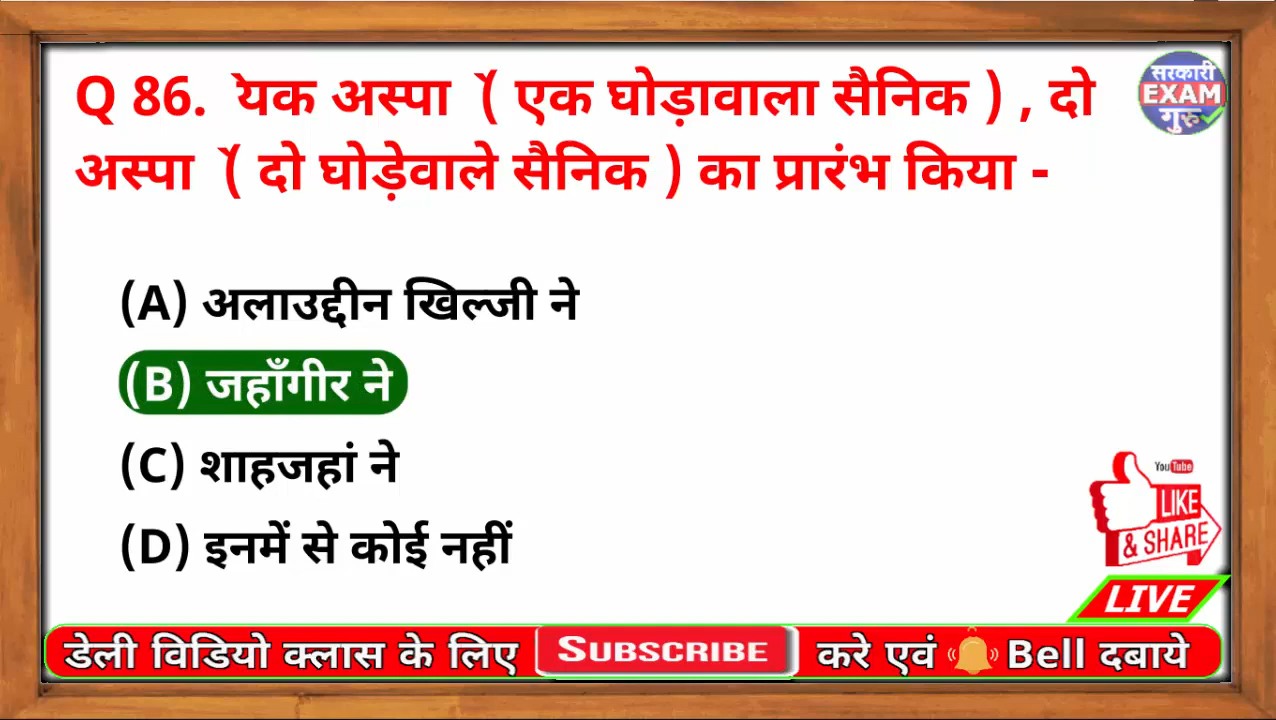 Q 86. `यक अस्पा `( एक घोड़ावाला सैनिक ) , दो
अस्पा `( दो घोड़ेवाले सैनिक ) का प्रारंभ किया -
सरकारी
EXAM
गुरु
(A) अलाउद्दीन खिल्जी ने
(B) जहाँगीर ने
(C) शाहजहां ने
(D) इनमें से कोई नहीं
YouTube
LIKE
& SHARE
LIVE
डेली विडियो क्लास के लिए SUBSCRIBE करे एवं Bell दबाये